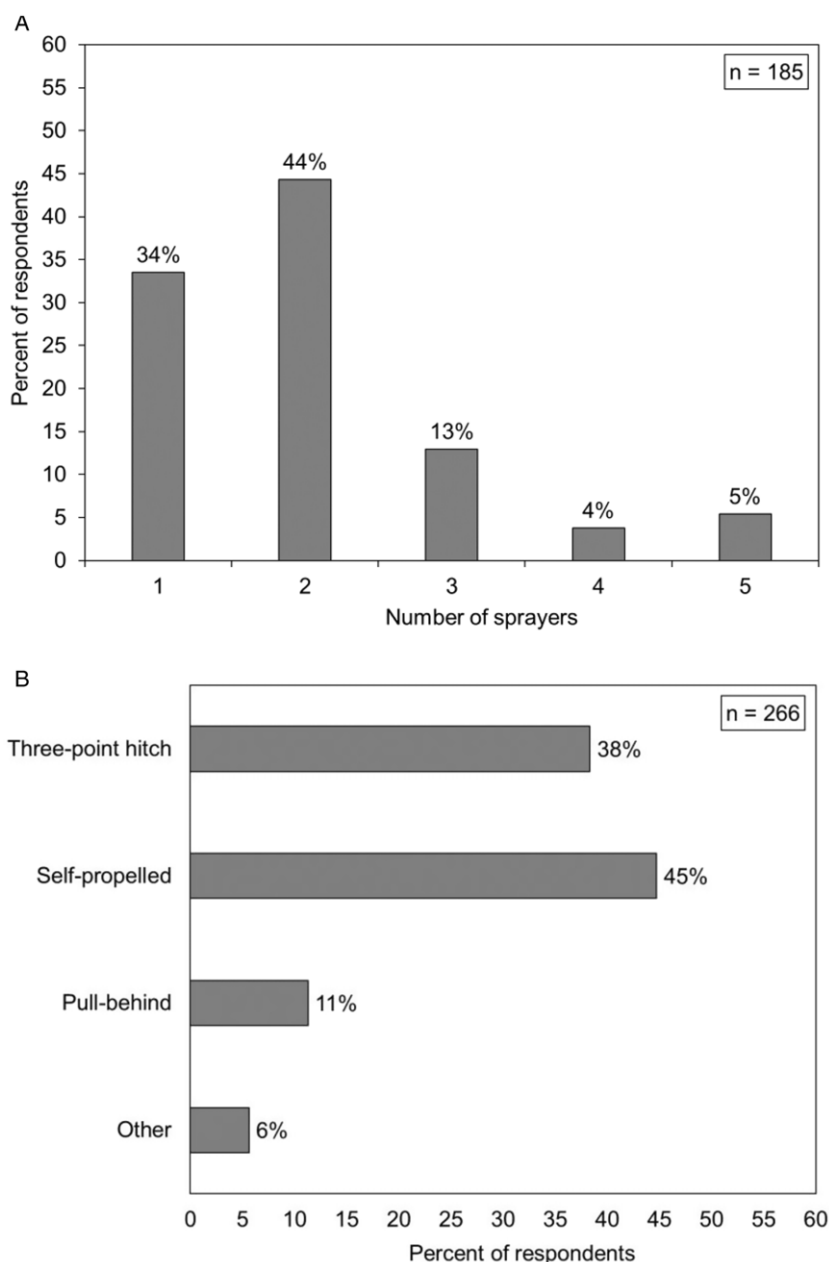 A
60
n = 185
55
50
45
44%
40
35
34%
30
25
20
15
13%
10
5
4%
5%
0
1 2 3 4 5
Number of sprayers
Percent of respondents
B
n = 266
Three-point hitch 38%
Self-propelled 45%
Pull-behind 11%
Other 6%
0 5 10 15 20 25 30 35 40 45 50 55 60
Percent of respondents